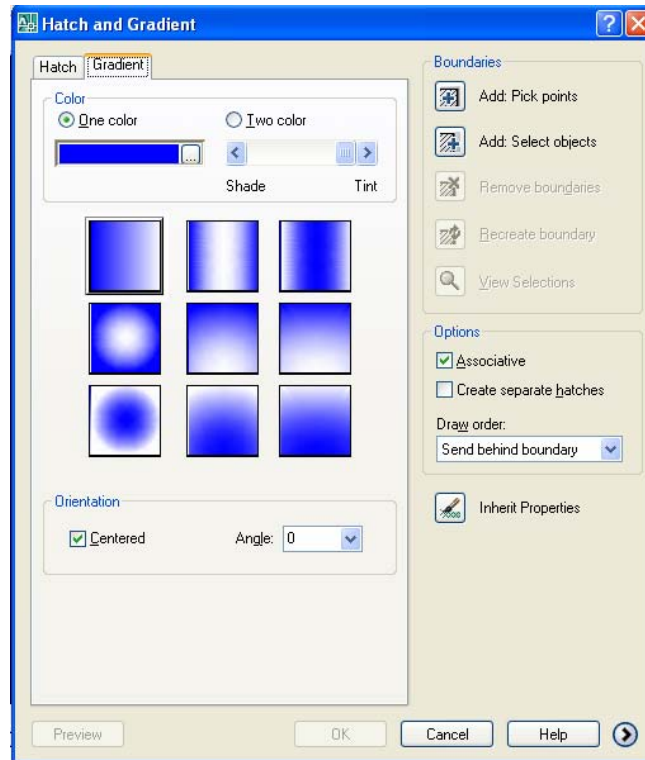 Hatch and Gradient
Hatch
Gradient
Color
One color
Two color
...
Shade
Tint
Orientation
Centered
Angle: 0
Boundaries
Add: Pick points
Add: Select objects
Remove boundaries
Recreate boundary
View Selections
Options
Associative
Create separate hatches
Draw order:
Send behind boundary
Inherit Properties
Preview
OK
Cancel
Help